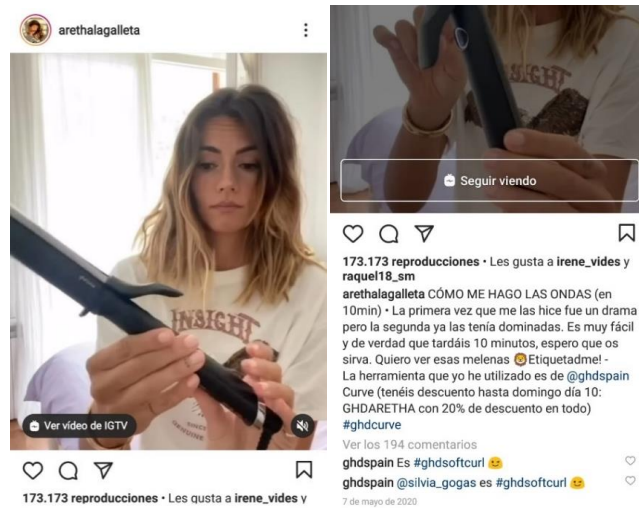 arethalagalleta
INSIGHT
GENUINE
Ver vídeo de IGTV
173.173 reproducciones • Les gusta a irene_vides y
INSIGHT
Seguir viendo
173.173 reproducciones • Les gusta a irene_vides y
raquel18_sm
arethalagalleta CÓMO ME HAGO LAS ONDAS (en
10min) • La primera vez que me las hice fue un drama
pero la segunda ya las tenía dominadas. Es muy fácil
y de verdad que tardáis 10 minutos, espero que os
sirva. Quiero ver esas melenas 🦁Etiquetadme! -
La herramienta que yo he utilizado es de @ghdspain
Curve (tenéis descuento hasta domingo día 10:
GHDARETHA con 20% de descuento en todo)
#ghdcurve
Ver los 194 comentarios
ghdspain Es #ghdsoftcurl 😉
ghdspain @silvia_gogas es #ghdsoftcurl 😉
7 de mayo de 2020